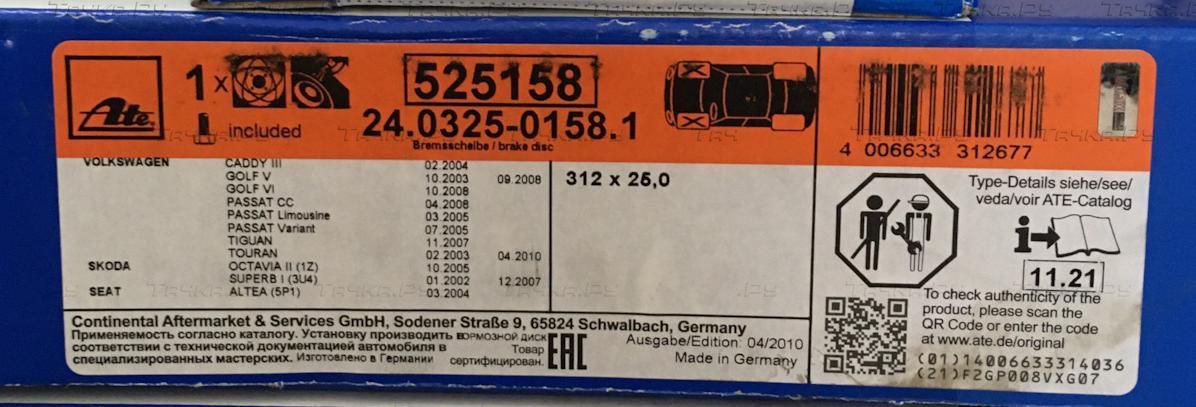 Ate
1 x
included
525158
24.0325-0158.1
Bremsscheibe / brake disc
4 006633 312677
VOLKSWAGEN CADDY III 02.2004
GOLF V 10.2003 09.2008
GOLF VI 10.2008
PASSAT CC 04.2008
PASSAT Limousine 03.2005
PASSAT Variant 07.2005
TIGUAN 11.2007
TOURAN 02.2003 04.2010
SKODA OCTAVIA II (1Z) 10.2005
SUPERB I (3U4) 01.2002 12.2007
SEAT ALTEA (5P1) 03.2004
312 x 25,0
Type-Details siehe/see/
veda/voir ATE-Catalog
i
11.21
To check authenticity of the
product, please scan the
QR Code or enter the code
at www.ate.de/original
(01)14006633314036
(21)F2GP008VXG07
Continental Aftermarket & Services GmbH, Sodener Straße 9, 65824 Schwalbach, Germany
Применяемость согласно каталогу. Установку производить в
ОРМОЗНОЙ ДИСК
соответствии с технической документацией автомобиля в
Товар
специализированных мастерских. Изготовлено в Германии
сертифицирован.
EAC
Ausgabe/Edition: 04/2010
Made in Germany
TA4KA.РУ